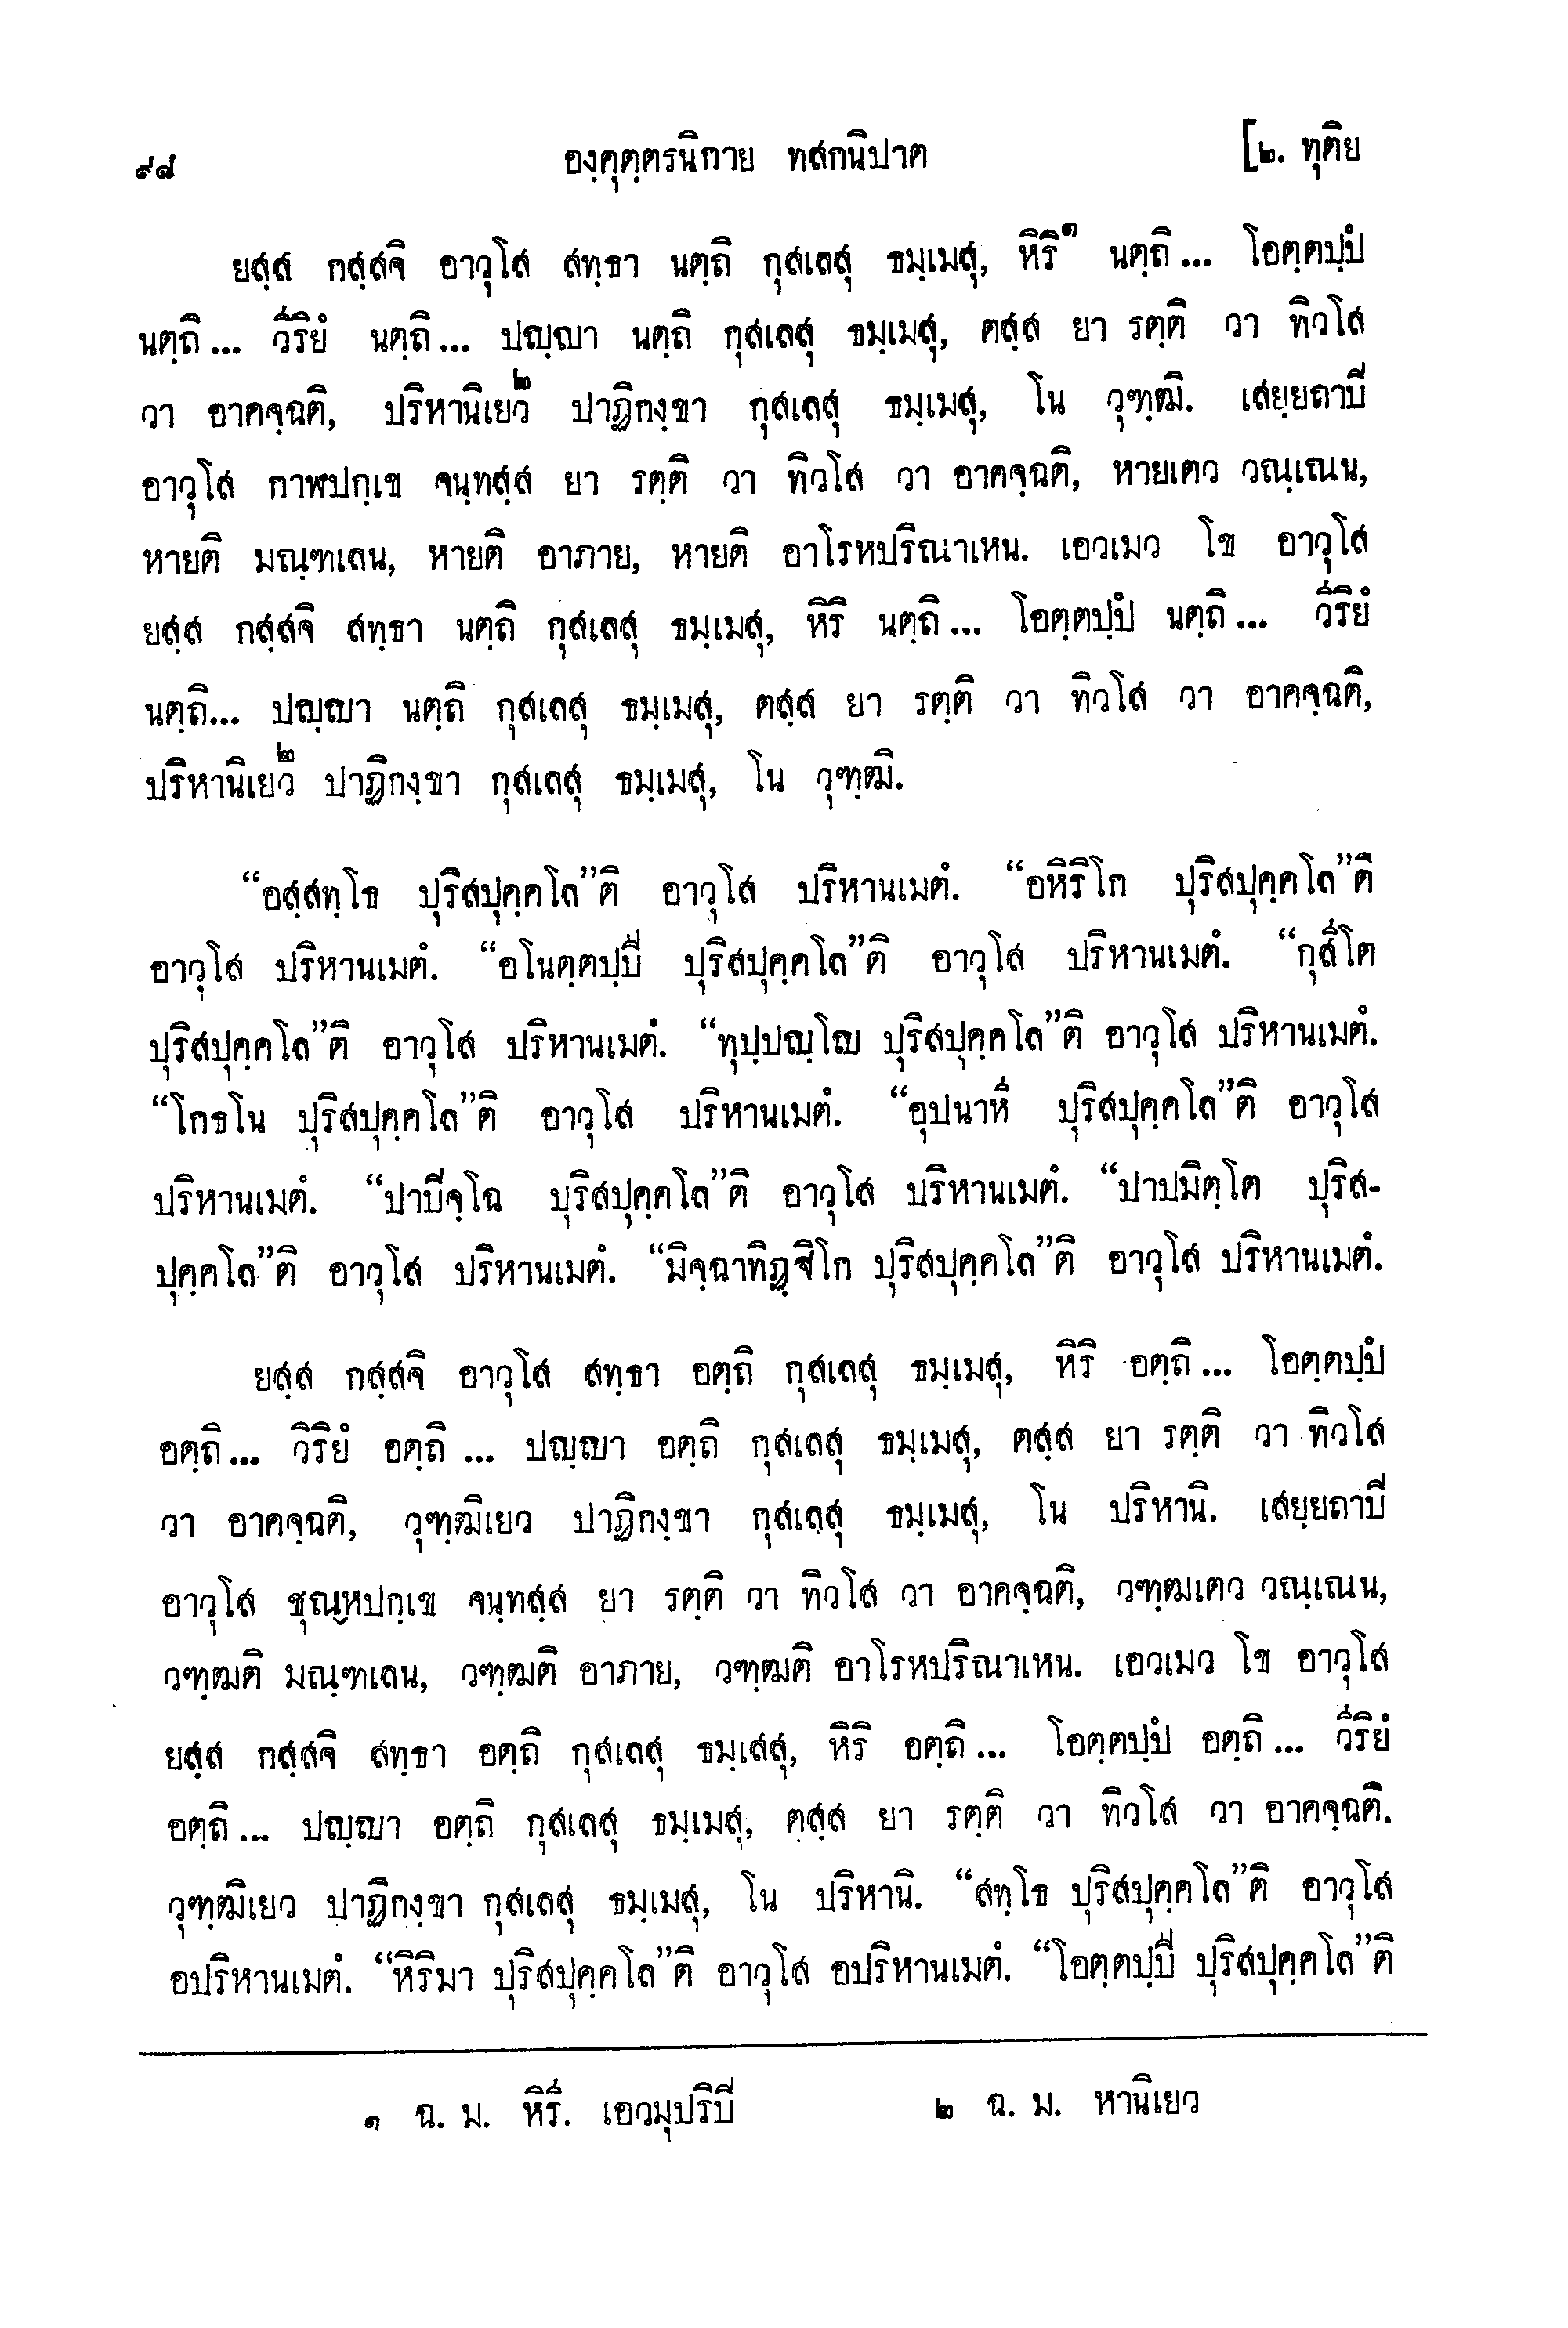 ๙๘ องฺคุตฺตรนิกาย ทสกนิปาต [๒. ทุติย
ยสฺส กสฺสจิ อาวุโส สทฺธา นตฺถิ กุสเลสุ ธมฺเมสุ, หิริ๑ นตฺถิ... โอตฺตปฺปํ
นตฺถิ... วีริยํ นตฺถิ... ปญฺญา นตฺถิ กุสเลสุ ธมฺเมสุ, ตสฺส ยา รตฺติ วา ทิวโส
วา อาคจฺฉติ, ปริหานิเยว๒ ปาฏิกงฺขา กุสเลสุ ธมฺเมสุ, โน วุฑฺฒิ. เสยฺยถาปิ
อาวุโส กาฬปกฺเข จนฺทสฺส ยา รตฺติ วา ทิวโส วา อาคจฺฉติ, หายเตว วณฺเณน,
หายติ มณฺฑเลน, หายติ อาภาย, หายติ อาโรหปริณาเหน. เอวเมว โข อาวุโส
ยสฺส กสฺสจิ สทฺธา นตฺถิ กุสเลสุ ธมฺเมสุ, หิริ นตฺถิ... โอตฺตปฺปํ นตฺถิ... วีริยํ
นตฺถิ... ปญฺญา นตฺถิ กุสเลสุ ธมฺเมสุ, ตสฺส ยา รตฺติ วา ทิวโส วา อาคจฺฉติ,
ปริหานิเยว๒ ปาฏิกงฺขา กุสเลสุ ธมฺเมสุ, โน วุฑฺฒิ.
“อสฺสทฺโธ ปุริสปุคฺคโล”ติ อาวุโส ปริหานเมตํ. “อหิริโก ปุริสปุคฺคโล”ติ
อาวุโส ปริหานเมตํ. “อโนตฺตปฺปี ปุริสปุคฺคโล”ติ อาวุโส ปริหานเมตํ. “กุสีโต
ปุริสปุคฺคโล”ติ อาวุโส ปริหานเมตํ. “ทุปฺปญฺโญ ปุริสปุคฺคโล”ติ อาวุโส ปริหานเมตํ.
“โกธโน ปุริสปุคฺคโล”ติ อาวุโส ปริหานเมตํ. “อุปนาหี ปุริสปุคฺคโล”ติ อาวุโส
ปริหานเมตํ. “ปาปิจฺโฉ ปุริสปุคฺคโล”ติ อาวุโส ปริหานเมตํ. “ปาปมิตฺโต ปุริส-
ปุคฺคโล”ติ อาวุโส ปริหานเมตํ. “มิจฺฉาทิฏฺฐิโก ปุริสปุคฺคโล”ติ อาวุโส ปริหานเมตํ.
ยสฺส กสฺสจิ อาวุโส สทฺธา อตฺถิ กุสเลสุ ธมฺเมสุ, หิริ อตฺถิ... โอตฺตปฺปํ
อตฺถิ... วิริยํ อตฺถิ... ปญฺญา อตฺถิ กุสเลสุ ธมฺเมสุ, ตสฺส ยา รตฺติ วา ทิวโส
วา อาคจฺฉติ, วุฑฺฒิเยว ปาฏิกงฺขา กุสเลสุ ธมฺเมสุ, โน ปริหานิ. เสยฺยถาปิ
อาวุโส ชุณฺหปกฺเข จนฺทสฺส ยา รตฺติ วา ทิวโส วา อาคจฺฉติ, วฑฺฒเตว วณฺเณน,
วฑฺฒติ มณฺฑเลน, วฑฺฒติ อาภาย, วฑฺฒติ อาโรหปริณาเหน. เอวเมว โข อาวุโส
ยสฺส กสฺสจิ สทฺธา อตฺถิ กุสเลสุ ธมฺเสสุ, หิริ อตฺถิ... โอตฺตปฺปํ อตฺถิ... วีริยํ
อตฺถิ... ปญฺญา อตฺถิ กุสเลสุ ธมฺเมสุ, ตสฺส ยา รตฺติ วา ทิวโส วา อาคจฺฉติ.
วุฑฺฒิเยว ปาฏิกงฺขา กุสเลสุ ธมฺเมสุ, โน ปริหานิ. “สทฺโธ ปุริสปุคฺคโล”ติ อาวุโส
อปริหานเมตํ. “หิริมา ปุริสปุคฺคโล”ติ อาวุโส อปริหานเมตํ. “โอตฺตปฺปี ปุริสปุคฺคโล”ติ
๑ ฉ. ม. หิรี. เอวมุปริปิ ๒ ฉ. ม. หานิเยว